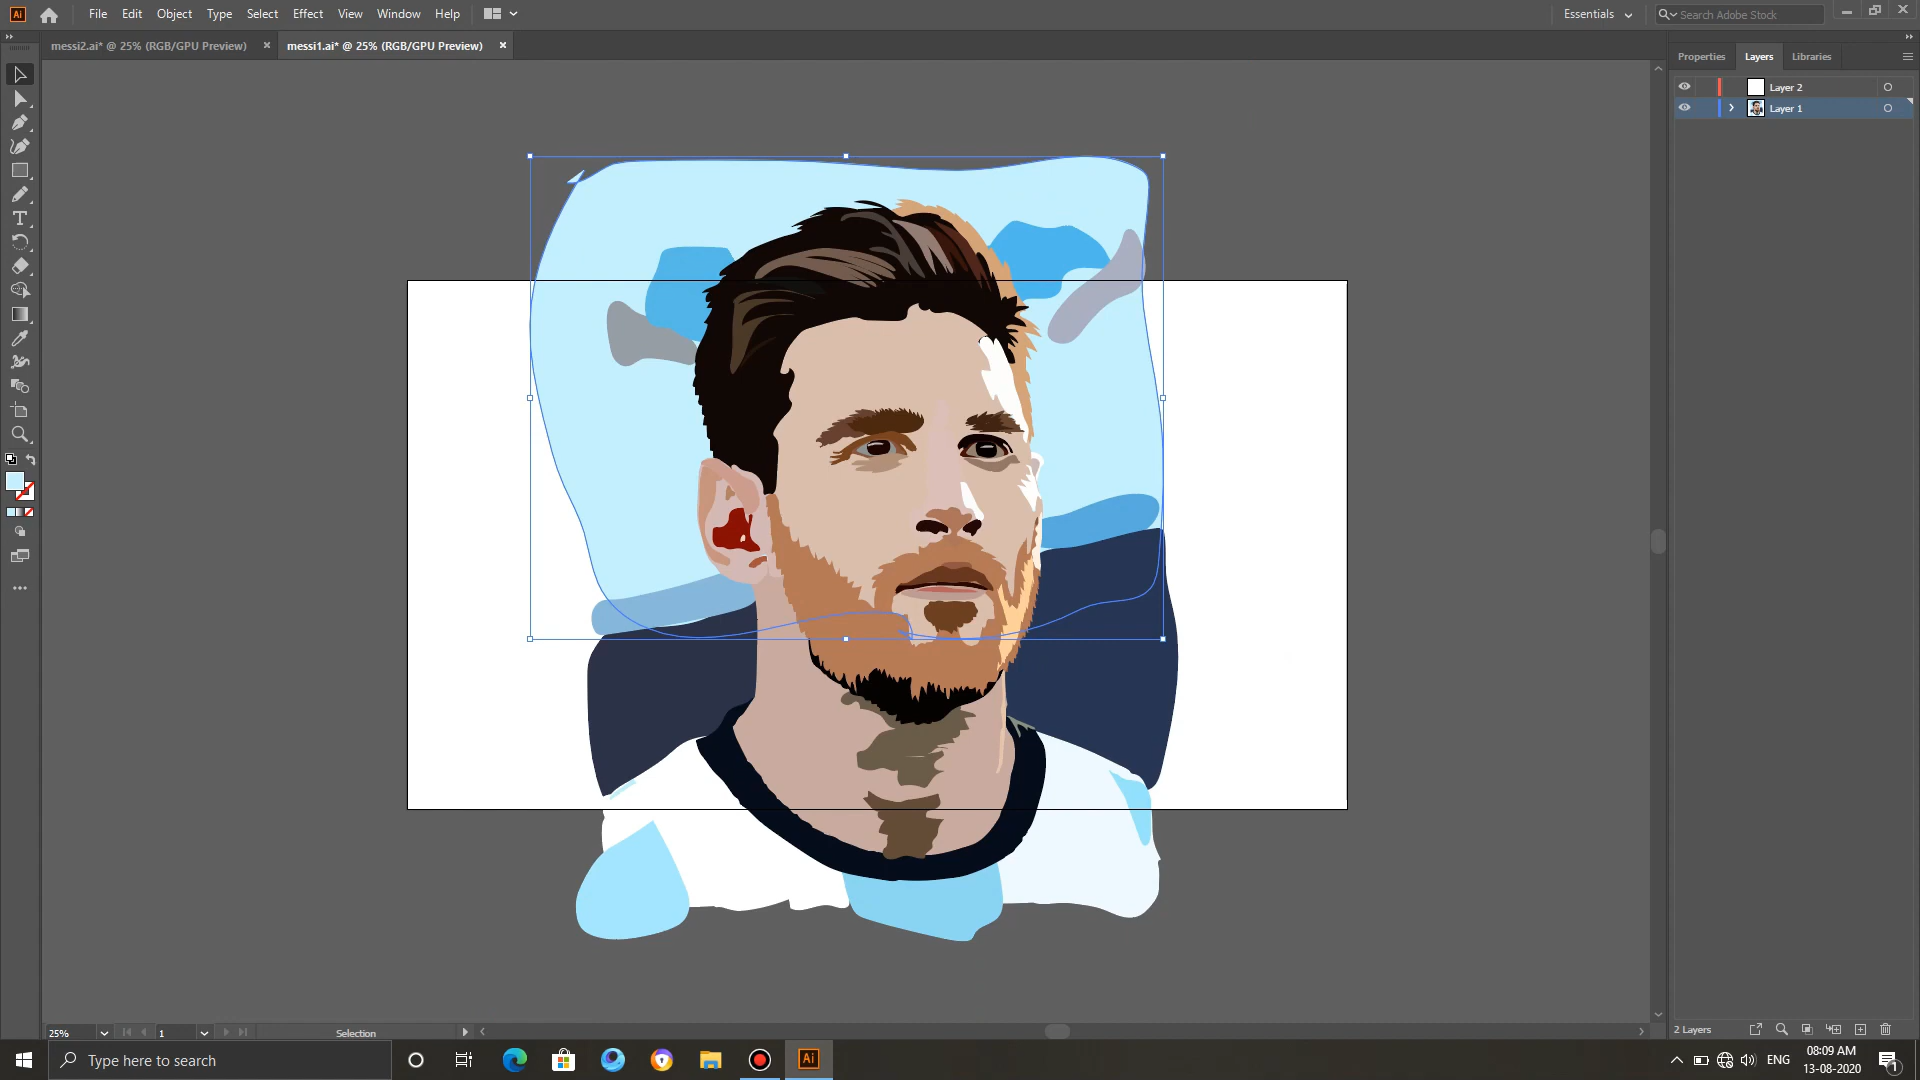 Ai File Edit Object Type Select Effect View Window Help Essentials Search Adobe Stock
messi2.ai* @ 25% (RGB/GPU Preview) × messi1.ai* @ 25% (RGB/GPU Preview) ×
Properties Layers Libraries
Layer 2
Layer 1
25% 1 Selection
2 Layers
Type here to search
Ai
ENG
08:09 AM
13-08-2020
1